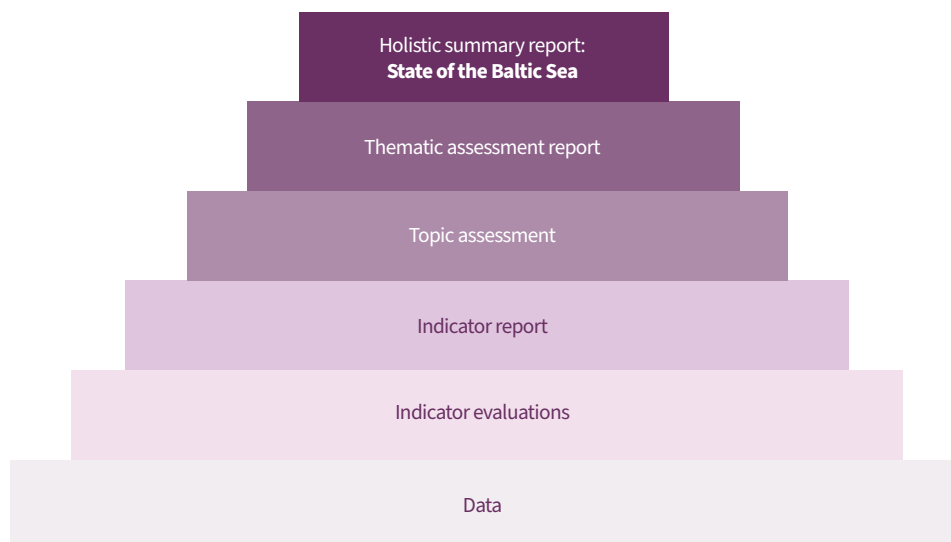 Holistic summary report:
State of the Baltic Sea
Thematic assessment report
Topic assessment
Indicator report
Indicator evaluations
Data